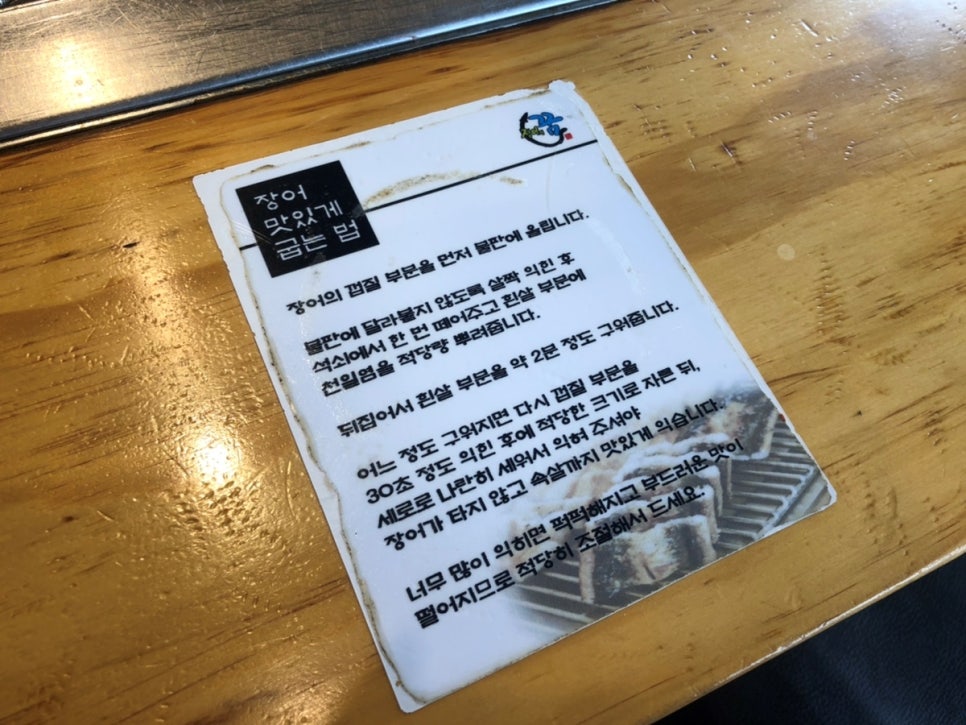 장어
맛있게
굽는 법
장어의 껍질 부분을 먼저 불판에 올립니다.
불판에 달라붙지 않도록 살짝 익힌 후
석쇠에서 한 번 떼어주고 흰살 부분에
천일염을 적당량 뿌려줍니다.
뒤집어서 흰살 부분을 약 2분 정도 구워줍니다.
어느 정도 구워지면 다시 껍질 부분을
30초 정도 익힌 후에 적당한 크기로 자른 뒤,
세로로 나란히 세워서 익혀 주셔야
장어가 타지 않고 속살까지 맛있게 익습니다.
너무 많이 익히면 퍽퍽해지고 부드러운 맛이
떨어지므로 적당히 조절해서 드세요.